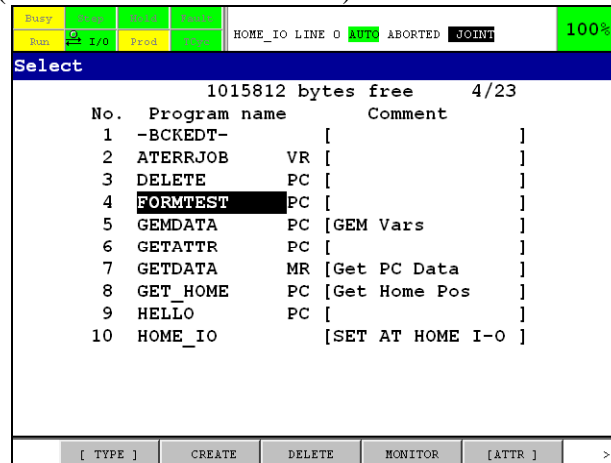 (
Busy Step Hold Fault
Run I/O Prod TCyc
HOME_IO LINE 0 AUTO ABORTED JOINT
100%
Select
1015812 bytes free 4/23
No. Program name Comment
1 -BCKEDT- [ ]
2 ATERRJOB VR [ ]
3 DELETE PC [ ]
4 FORMTEST PC [ ]
5 GEMDATA PC [GEM Vars ]
6 GETATTR PC [ ]
7 GETDATA MR [Get PC Data ]
8 GET_HOME PC [Get Home Pos ]
9 HELLO PC [ ]
10 HOME_IO [SET AT HOME I-O ]
[ TYPE ] CREATE DELETE MONITOR [ATTR ] >